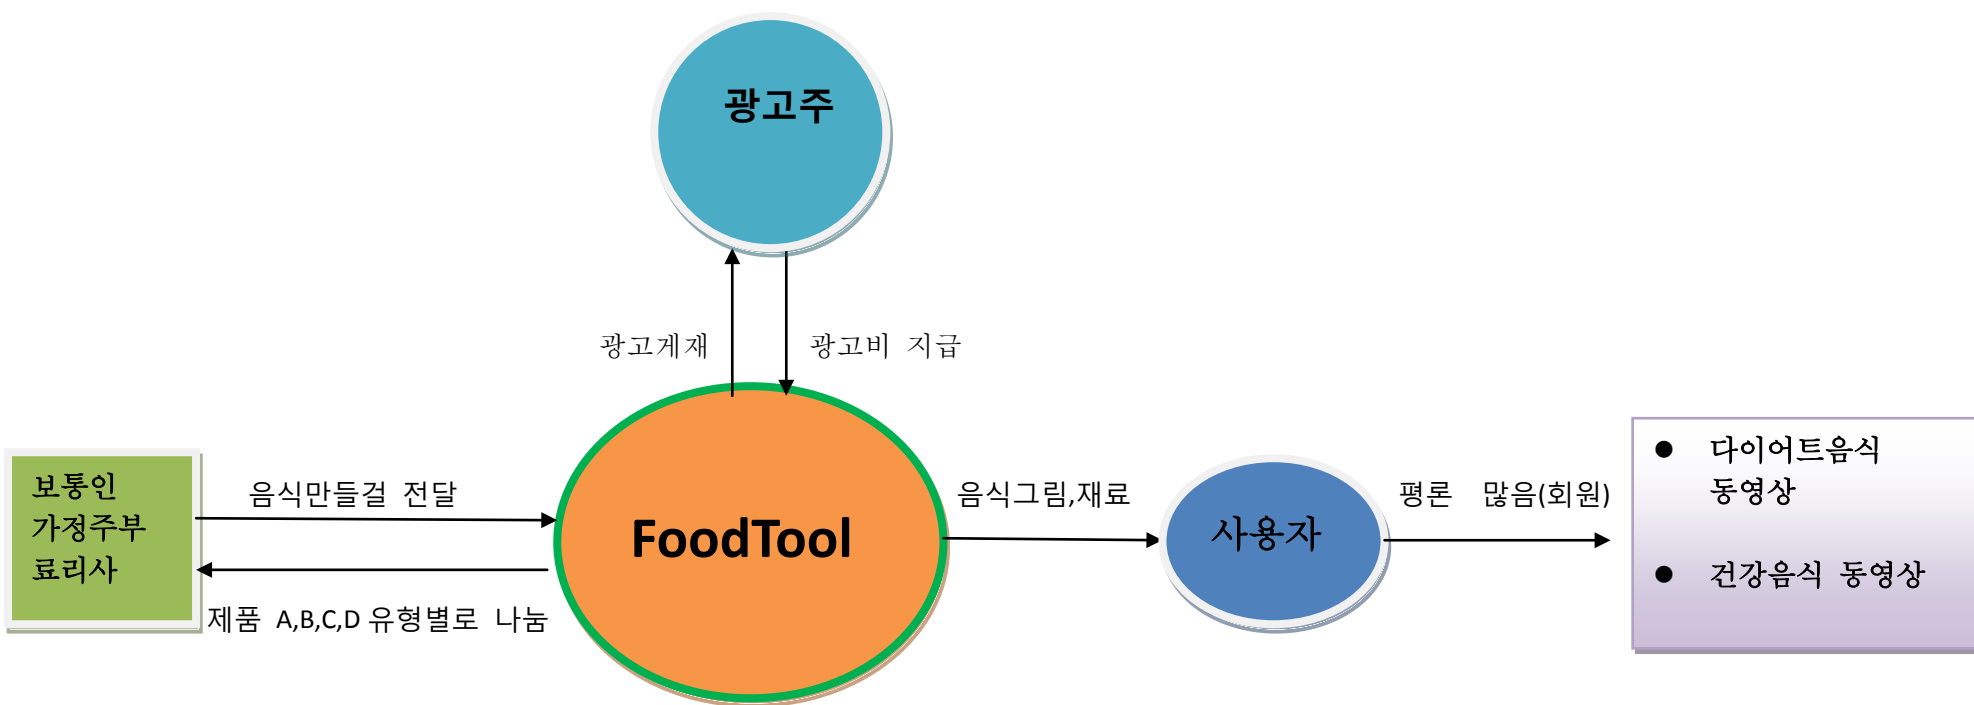 광고주
광고게재
광고비 지급
보통인
가정주부
료리사
음식만들걸 전달
제품 A,B,C,D 유형별로 나눔
FoodTool
음식그림,재료
사용자
평론 많음(회원)
● 다이어트음식
동영상
● 건강음식 동영상